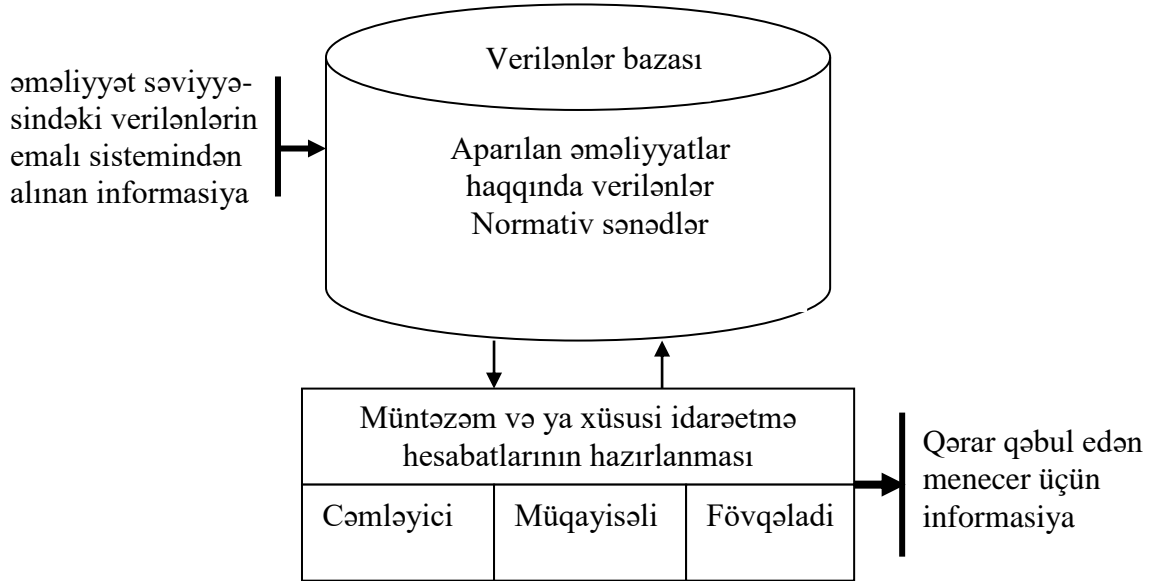 Verilənlər bazası
əməliyyət səviyyə-
sindəki verilənlərin
emalı sistemindən
alınan informasiya
Aparılan əməliyyatlar
haqqında verilənlər
Normativ sənədlər
Müntəzəm və ya xüsusi idarəetmə
hesabatlarının hazırlanması
Cəmləyici
Müqayisəli
Fövqəladi
Qərar qəbul edən
menecer üçün
informasiya